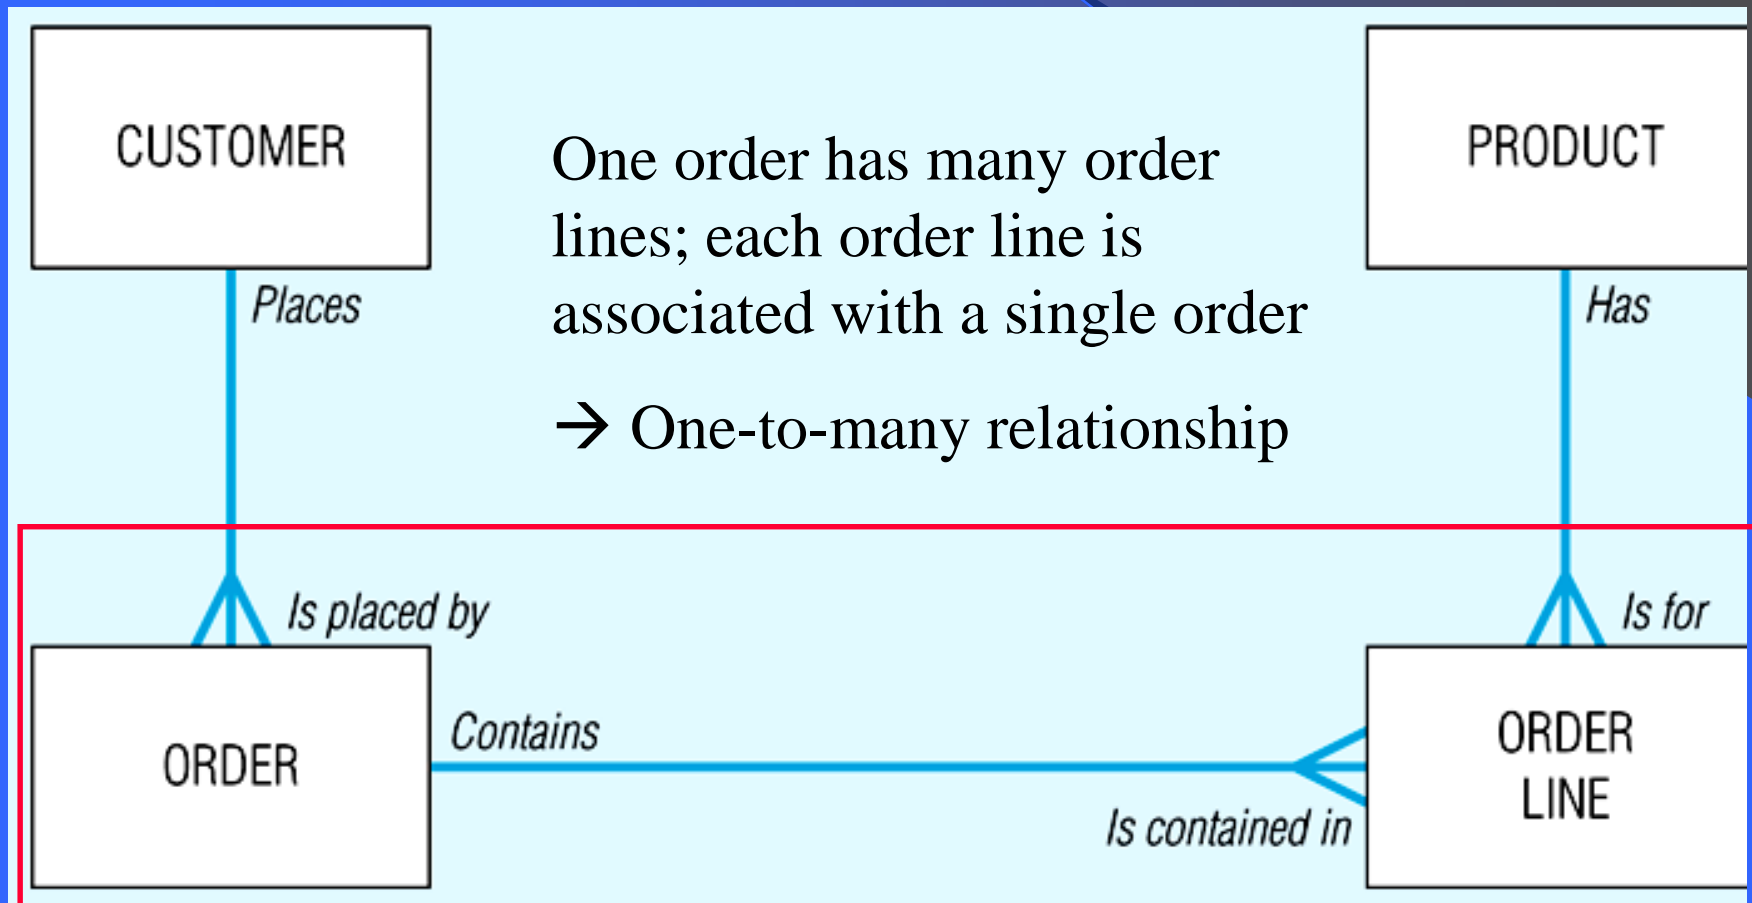 CUSTOMER
One order has many order
lines; each order line is
associated with a single order
→ One-to-many relationship
PRODUCT
Places
Has
Is placed by
Is for
ORDER
Contains
Is contained in
ORDER
LINE